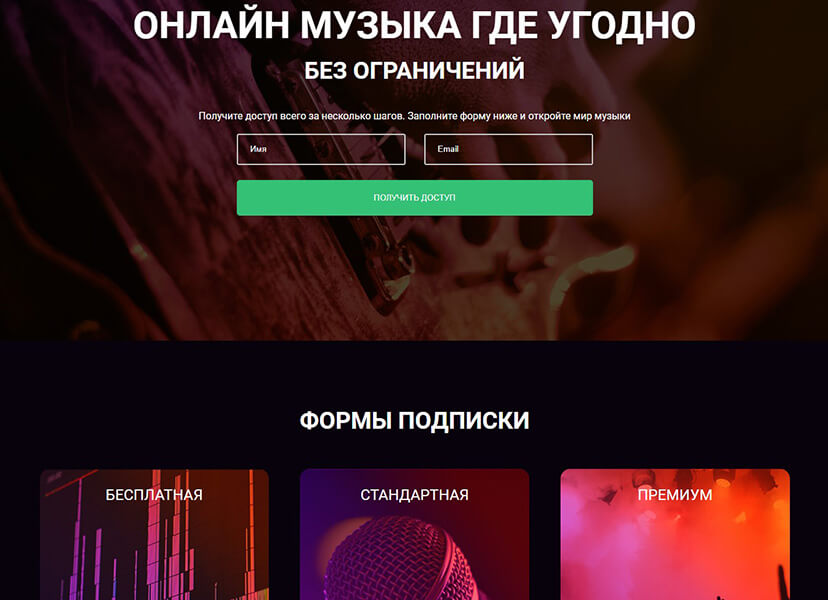 ОНЛАЙН МУЗЫКА ГДЕ УГОДНО
БЕЗ ОГРАНИЧЕНИЙ
Получите доступ всего за несколько шагов. Заполните форму ниже и откройте мир музыки
Имя
Email
ПОЛУЧИТЬ ДОСТУП
ФОРМЫ ПОДПИСКИ
БЕСПЛАТНАЯ
СТАНДАРТНАЯ
ПРЕМИУМ